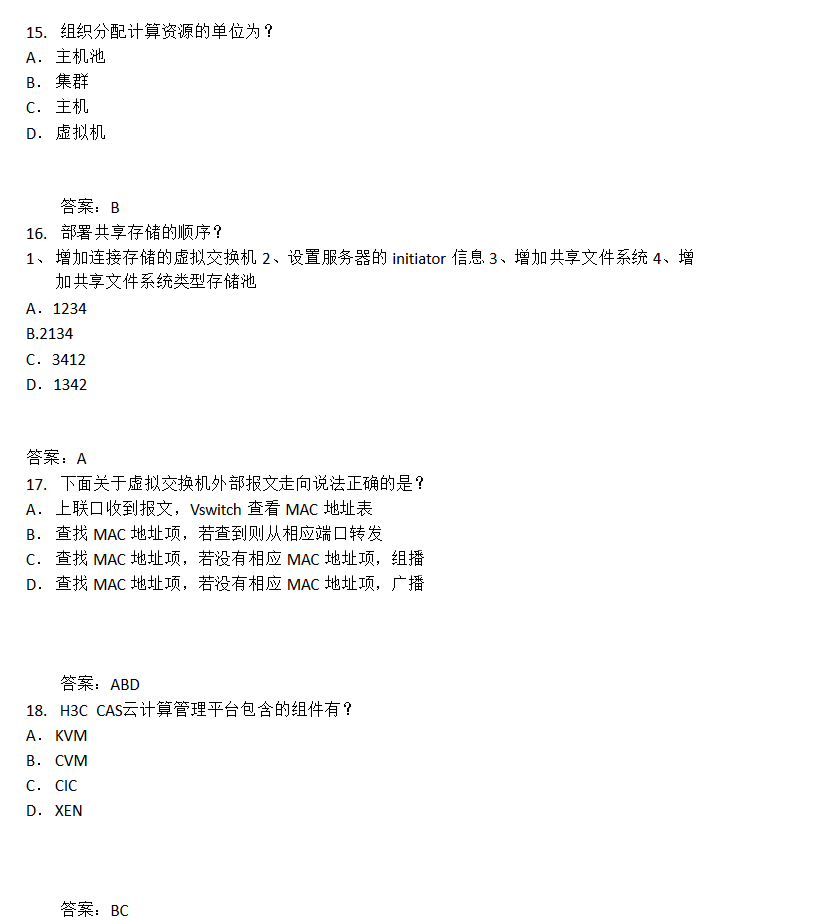 15. 组织分配计算资源的单位为？
A. 主机池
B. 集群
C. 主机
D. 虚拟机
答案：B
16. 部署共享存储的顺序？
1、增加连接存储的虚拟交换机 2、设置服务器的 initiator 信息 3、增加共享文件系统 4、增
加共享文件系统类型存储池
A. 1234
B.2134
C. 3412
D. 1342
答案：A
17. 下面关于虚拟交换机外部报文走向说法正确的是？
A. 上联口收到报文，Vswitch 查看 MAC 地址表
B. 查找 MAC 地址项，若查到则从相应端口转发
C. 查找 MAC 地址项，若没有相应 MAC 地址项，组播
D. 查找 MAC 地址项，若没有相应 MAC 地址项，广播
答案：ABD
18. H3C CAS云计算管理平台包含的组件有？
A. KVM
B. CVM
C. CIC
D. XEN
答案：BC